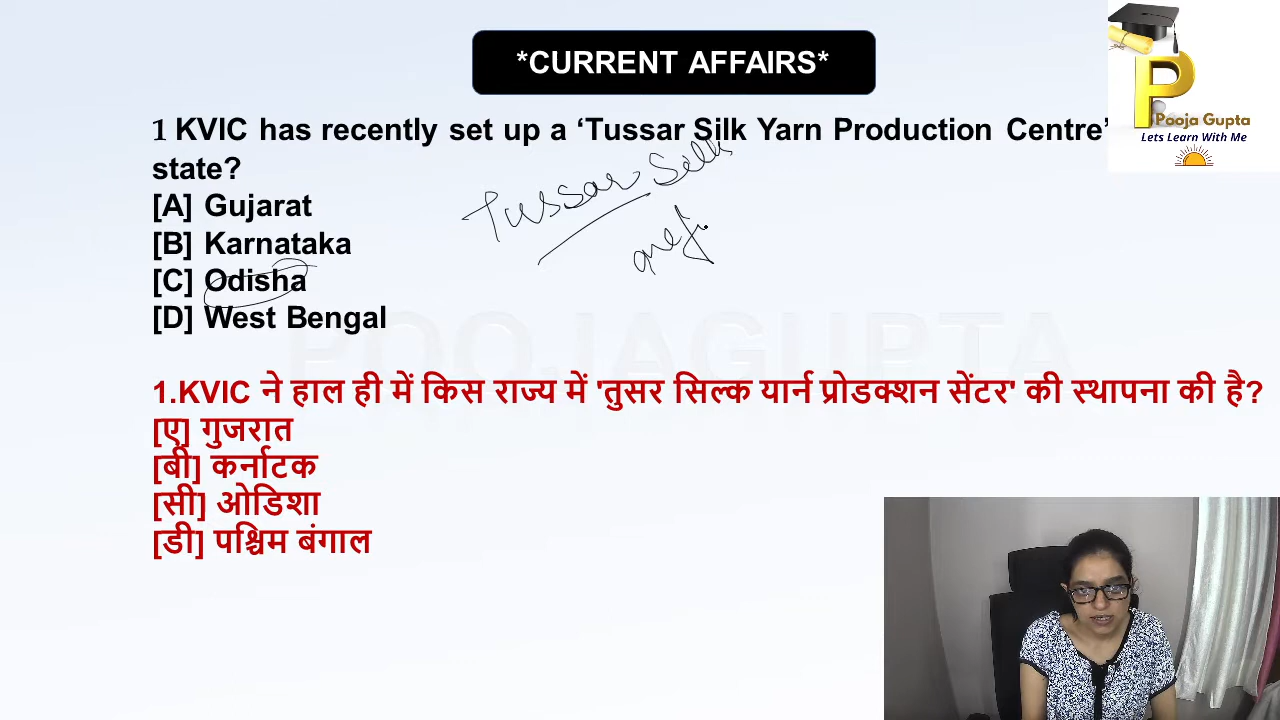 *CURRENT AFFAIRS*
P
Pooja Gupta
Lets Learn With Me
1 KVIC has recently set up a ‘Tussar Silk Yarn Production Centre’
state?
[A] Gujarat
[B] Karnataka
[C] Odisha
[D] West Bengal
Tussar Silk
POOJAGUPTA
1.KVIC ने हाल ही में किस राज्य में 'तुसर सिल्क यार्न प्रोडक्शन सेंटर' की स्थापना की है?
[ए] गुजरात
[बी] कर्नाटक
[सी] ओडिशा
[डी] पश्चिम बंगाल